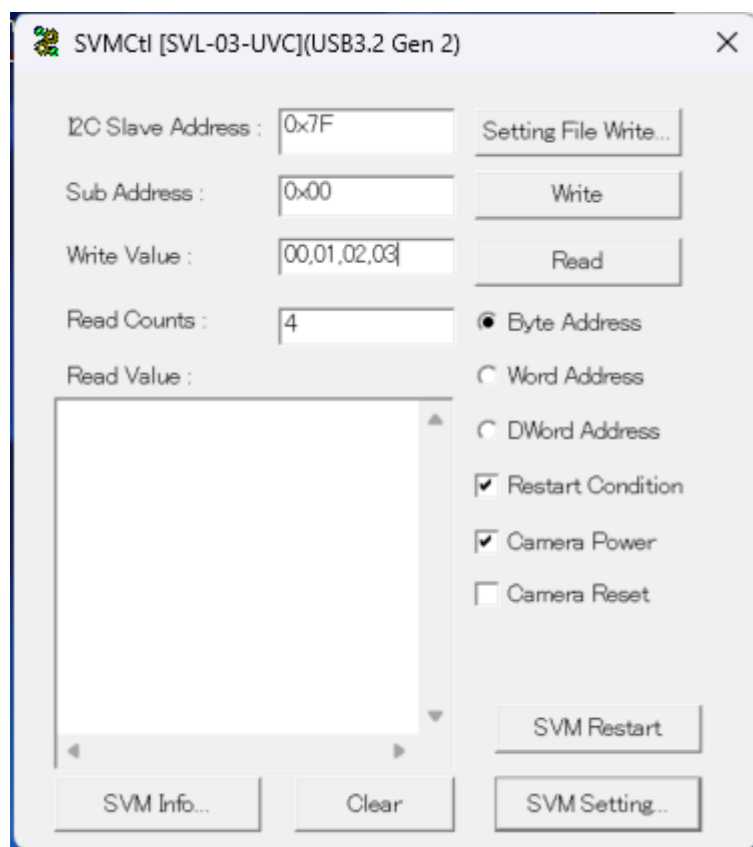 SVMCtl [SVL-03-UVC](USB3.2 Gen 2)
I2C Slave Address : 0x7F Setting File Write...
Sub Address : 0x00 Write
Write Value : 00,01,02,03 Read
Read Counts : 4 Byte Address
Read Value : Word Address
DWord Address
Restart Condition
Camera Power
Camera Reset
SVM Restart
SVM Info... Clear SVM Setting...